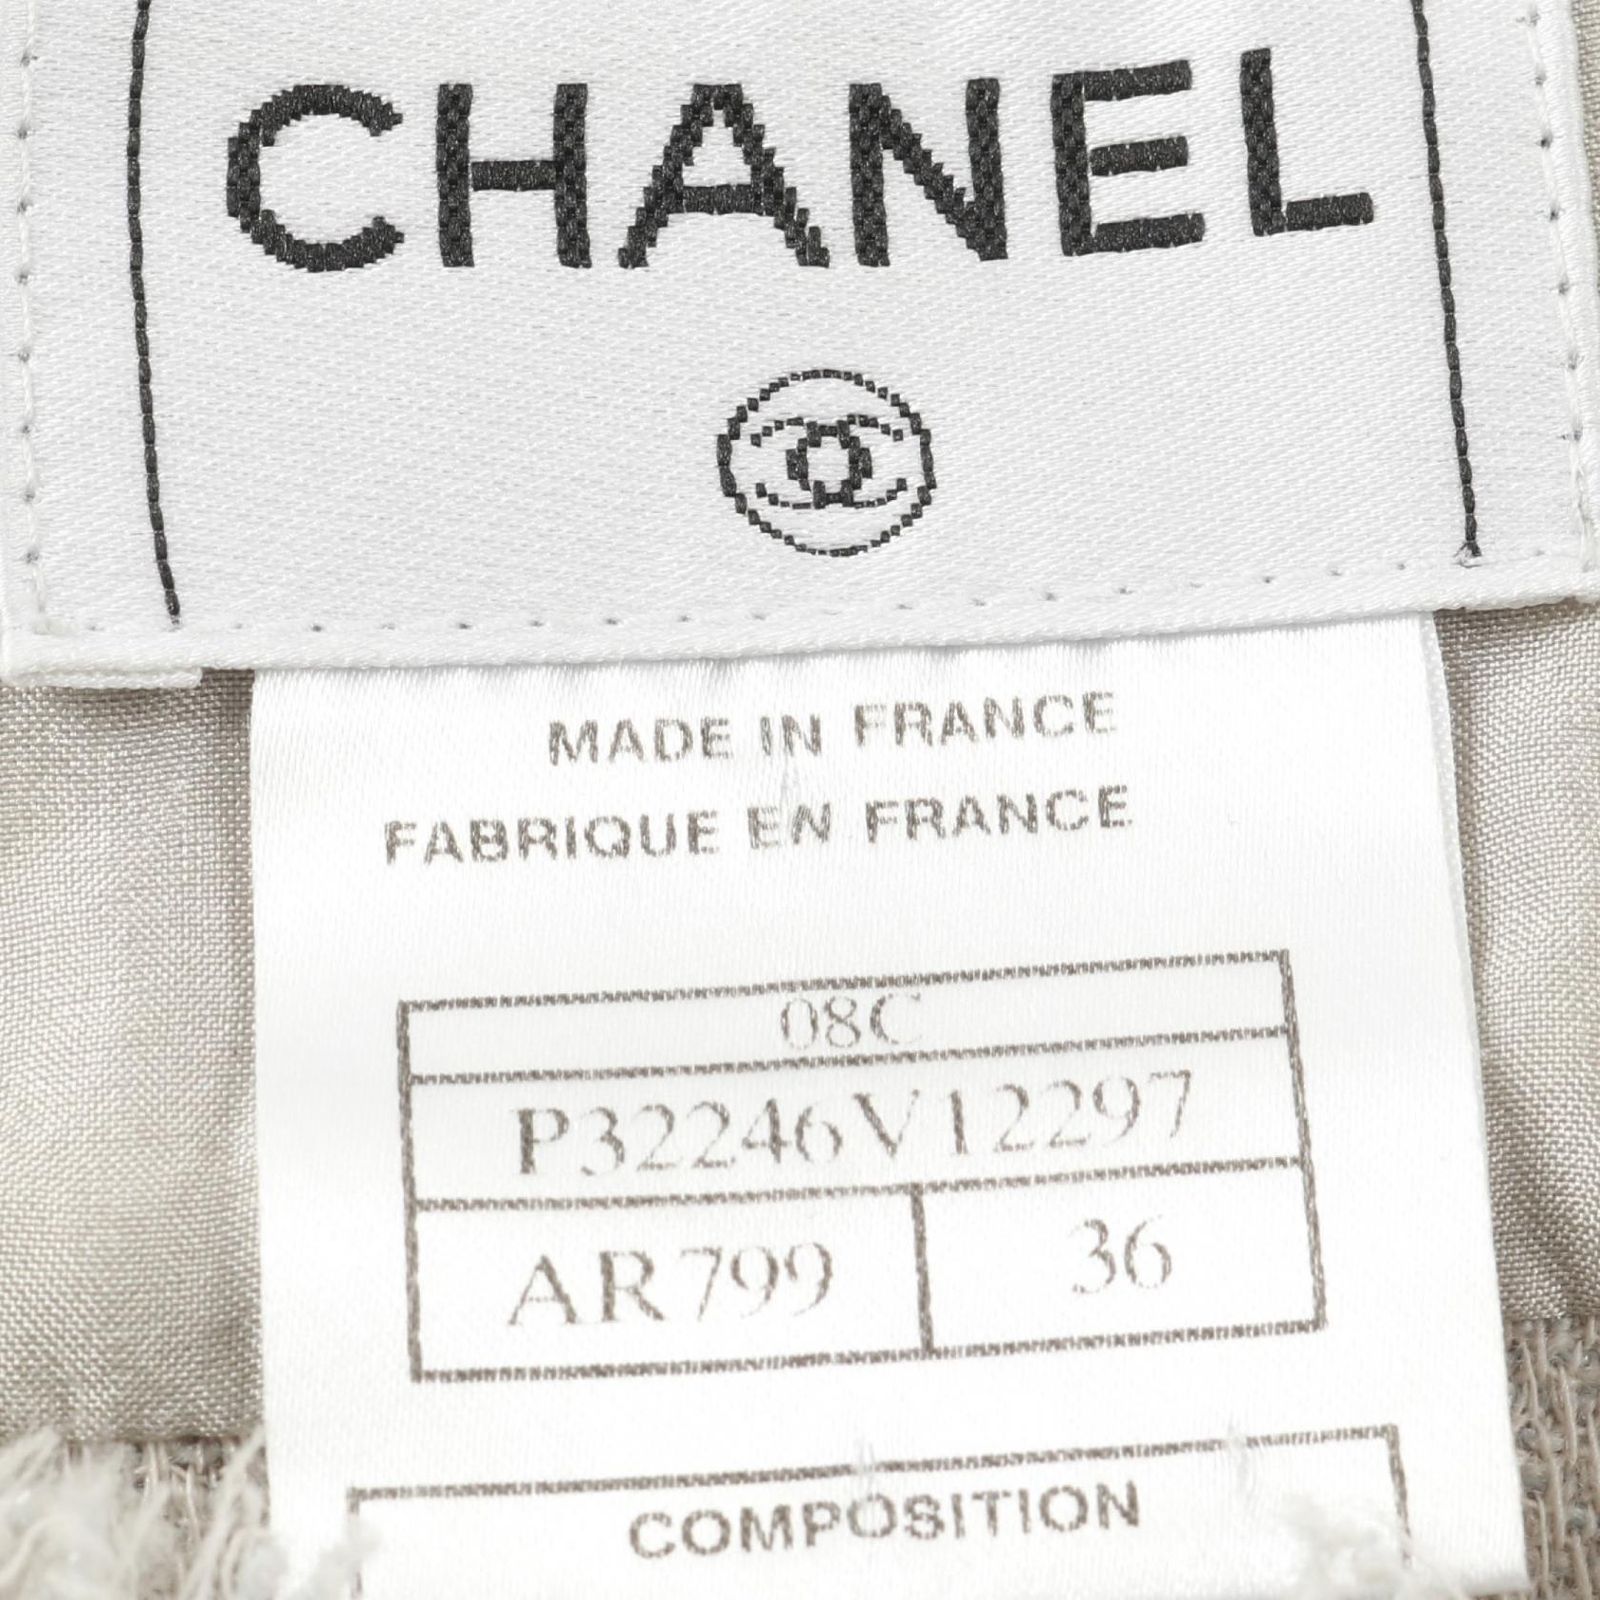 CHANEL
MADE IN FRANCE
FABRIQUE EN FRANCE
08C
P32246V12297
AR799 36
COMPOSITION